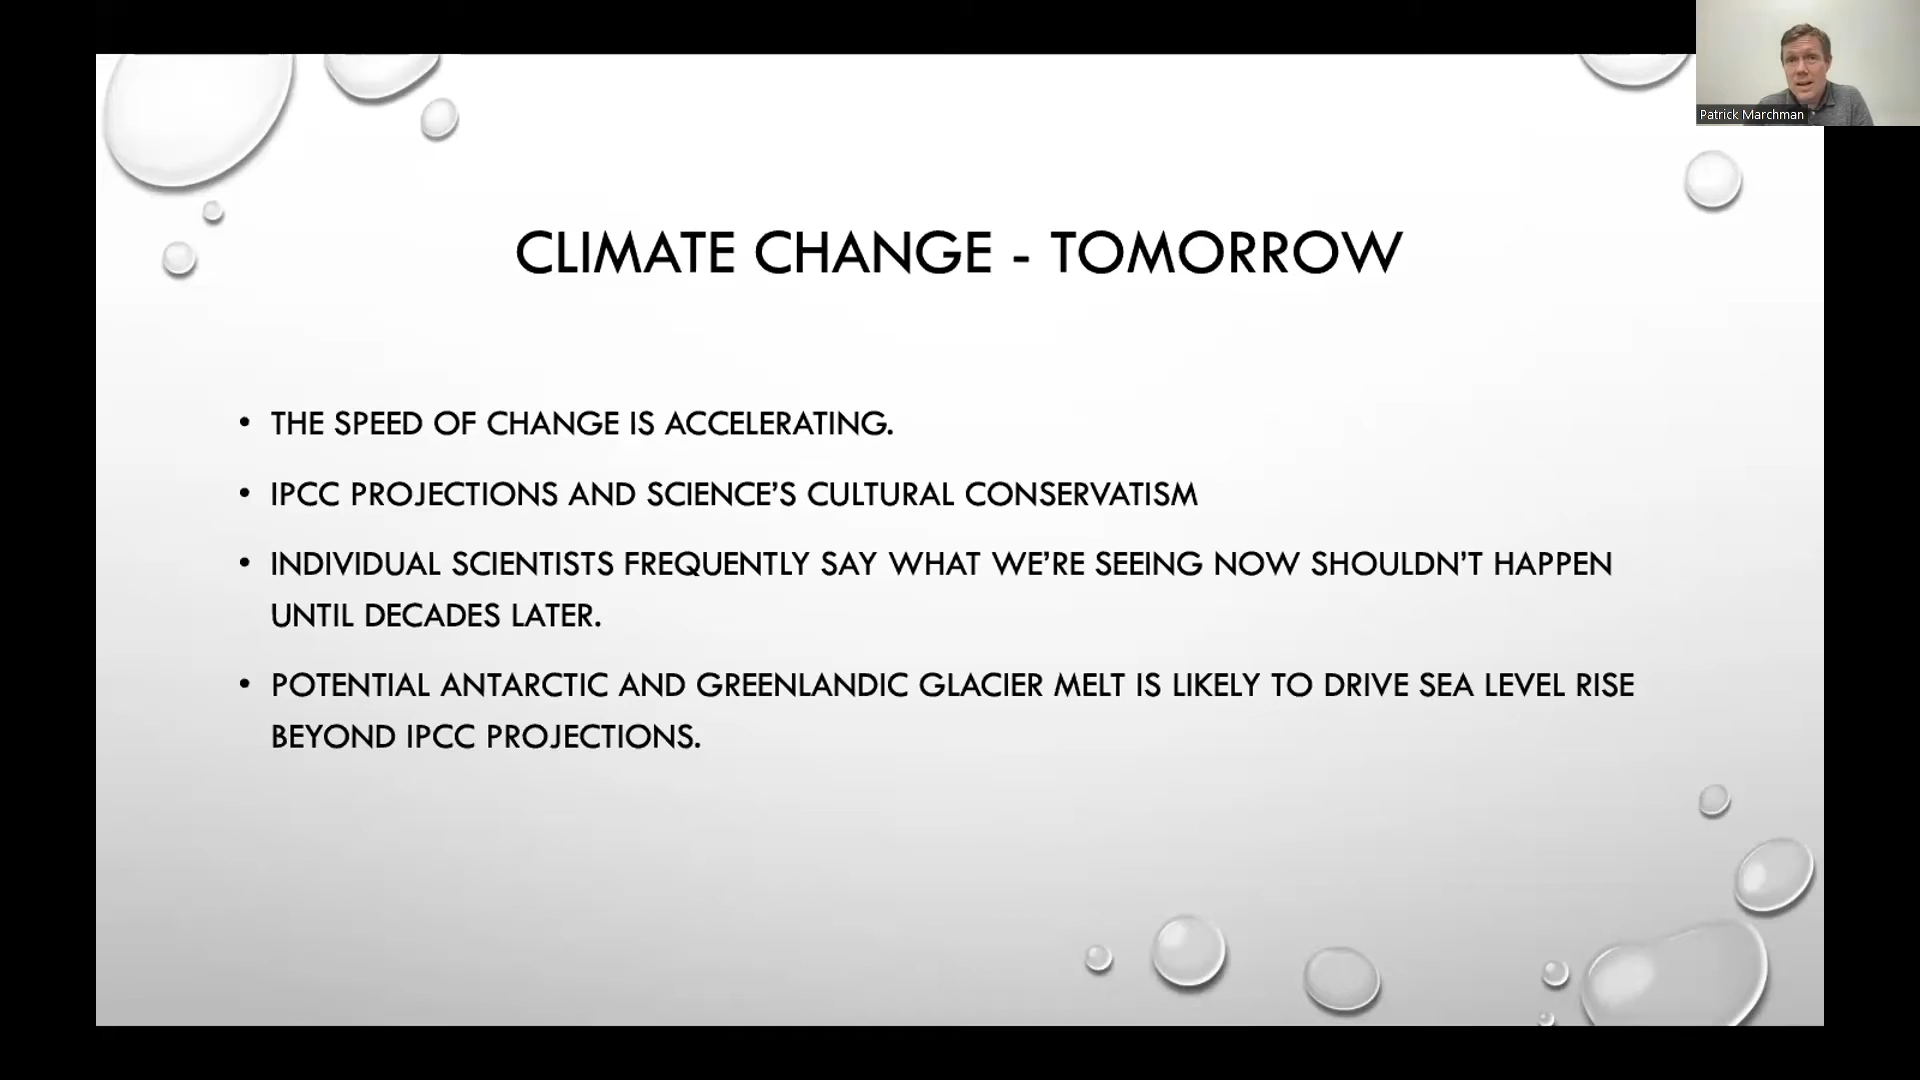 Patrick Marchman
CLIMATE CHANGE - TOMORROW
• THE SPEED OF CHANGE IS ACCELERATING.
• IPCC PROJECTIONS AND SCIENCE’S CULTURAL CONSERVATISM
• INDIVIDUAL SCIENTISTS FREQUENTLY SAY WHAT WE’RE SEEING NOW SHOULDN’T HAPPEN
UNTIL DECADES LATER.
• POTENTIAL ANTARCTIC AND GREENLANDIC GLACIER MELT IS LIKELY TO DRIVE SEA LEVEL RISE
BEYOND IPCC PROJECTIONS.